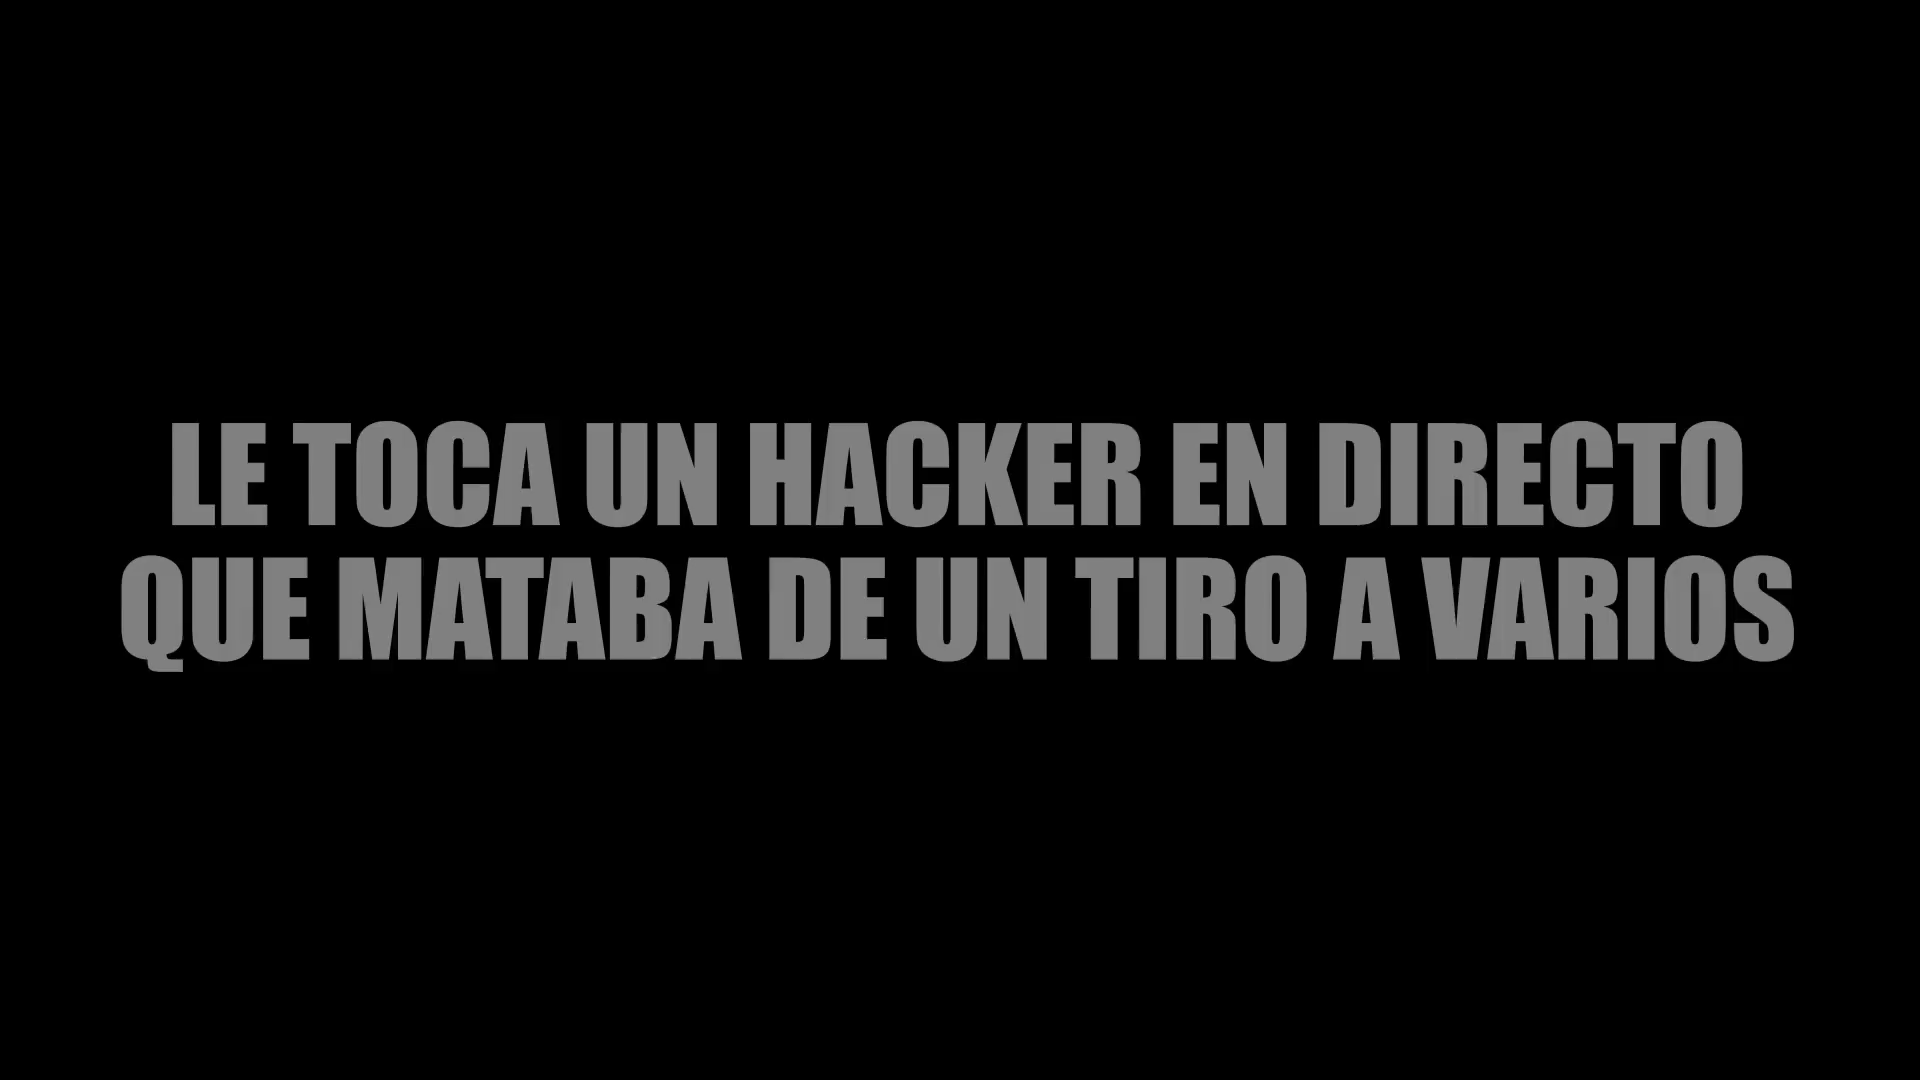 LE TOCA UN HACKER EN DIRECTO
QUE MATABA DE UN TIRO A VARIOS